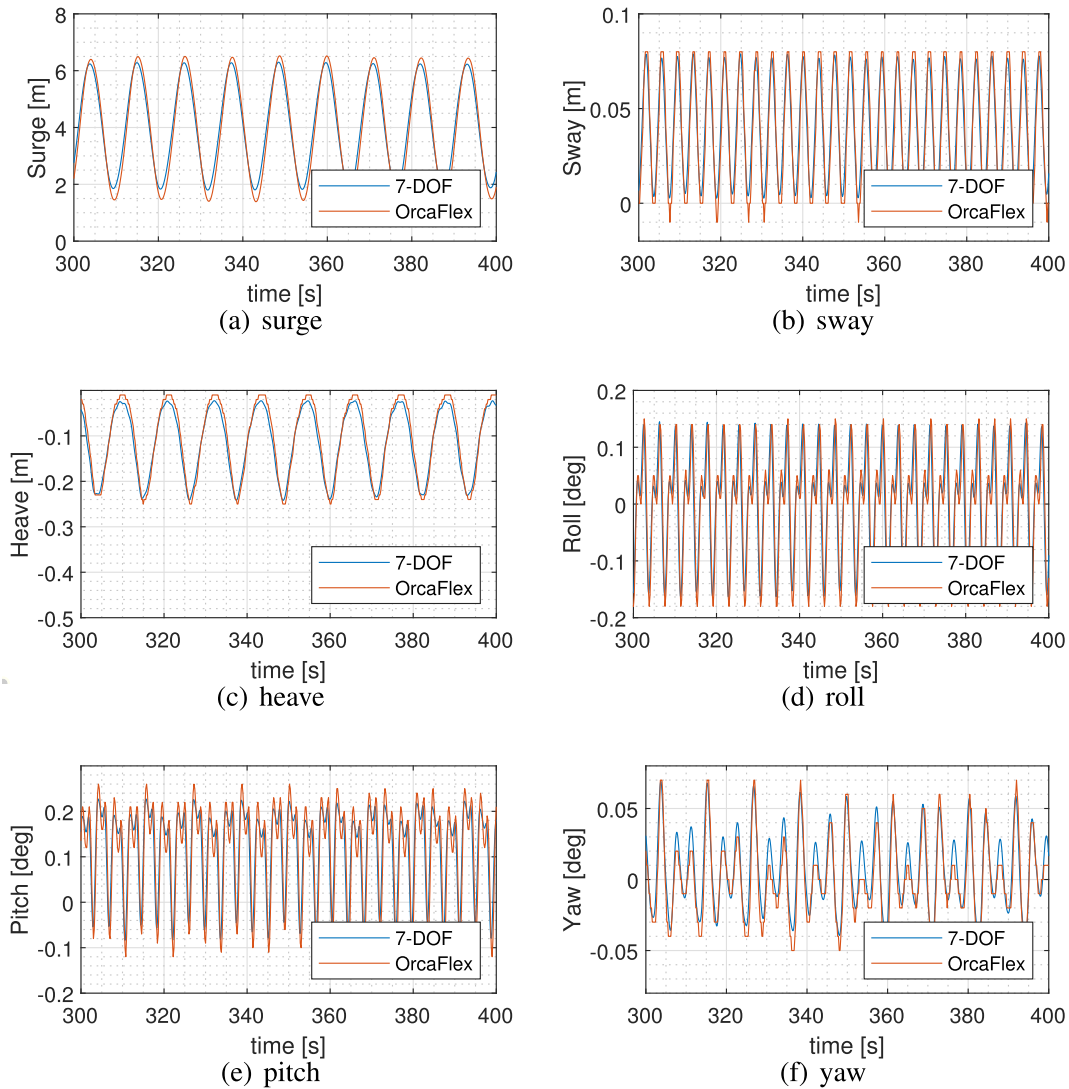 8
6
4
2
0
Surge [m]
7-DOF
OrcaFlex
300 320 340 360 380 400
time [s]
(a) surge
0.1
0.05
0
Sway [m]
7-DOF
OrcaFlex
300 320 340 360 380 400
time [s]
(b) sway
-0.1
-0.2
-0.3
-0.4
-0.5
Heave [m]
7-DOF
OrcaFlex
300 320 340 360 380 400
time [s]
(c) heave
0.2
0.1
0
-0.1
-0.2
Roll [deg]
7-DOF
OrcaFlex
300 320 340 360 380 400
time [s]
(d) roll
0.2
0.1
0
-0.1
-0.2
Pitch [deg]
7-DOF
OrcaFlex
300 320 340 360 380 400
time [s]
(e) pitch
0.05
0
-0.05
Yaw [deg]
7-DOF
OrcaFlex
300 320 340 360 380 400
time [s]
(f) yaw